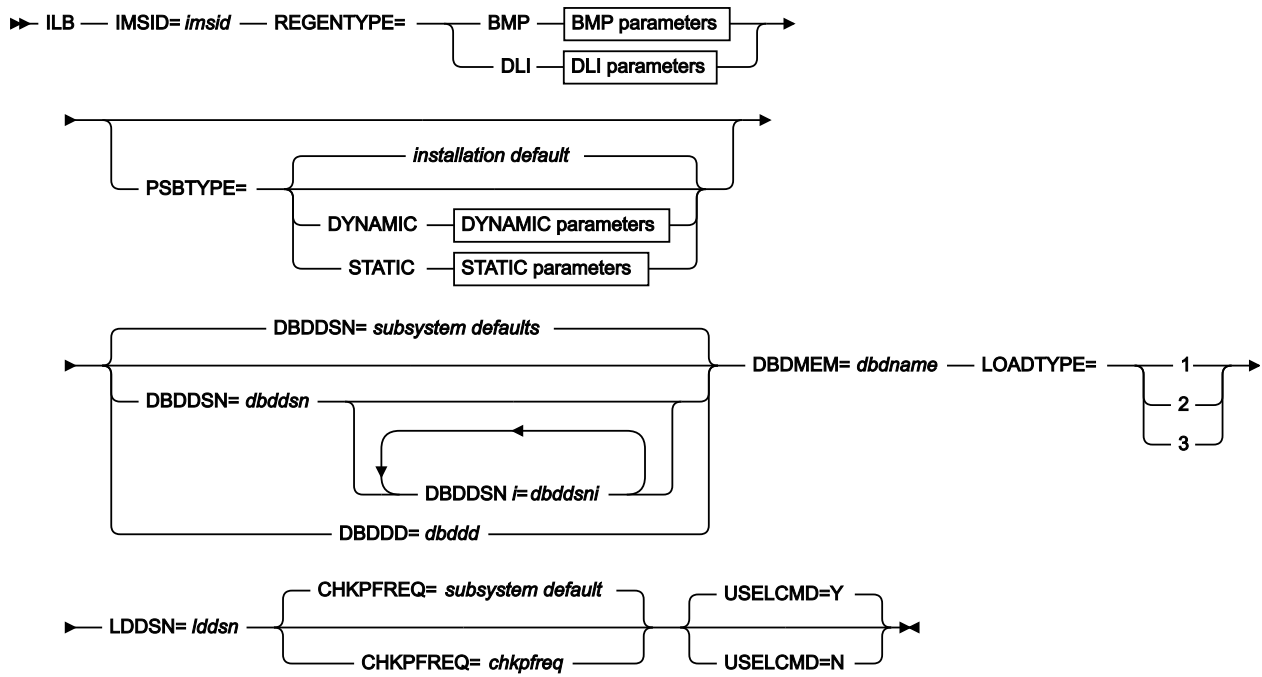 ILB IMSID= imsid REGENTYPE= BMP BMP parameters
DLI DLI parameters
installation default
PSBTYPE=
DYNAMIC DYNAMIC parameters
STATIC STATIC parameters
DBDDSN= subsystem defaults
DBDMEM= dbdname LOADTYPE= 1
DBDDSN= dbddsn 2
3
DBDDSN i= dbddsni
DBDDD= dbddd
CHKPFREQ= subsystem default USELCMD=Y
LDDSN= lddsn
CHKPFREQ= chkpfreq USELCMD=N